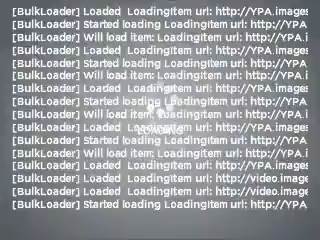 [BulkLoader] Loaded LoadingItem url: http://YPA.images
[BulkLoader] Started loading LoadingItem url: http://YPA
[BulkLoader] Will load item: LoadingItem url: http://YPA.i
[BulkLoader] Loaded LoadingItem url: http://YPA.images
[BulkLoader] Started loading LoadingItem url: http://YPA
[BulkLoader] Will load item: LoadingItem url: http://YPA.i
[BulkLoader] Loaded LoadingItem url: http://YPA.images
[BulkLoader] Started loading LoadingItem url: http://YPA
[BulkLoader] Will load item: LoadingItem url: http://YPA.i
[BulkLoader] Loaded LoadingItem url: http://YPA.images
[BulkLoader] Started loading LoadingItem url: http://YPA
[BulkLoader] Will load item: LoadingItem url: http://YPA.i
[BulkLoader] Loaded LoadingItem url: http://YPA.images
[BulkLoader] Loaded LoadingItem url: http://video.image
[BulkLoader] Loaded LoadingItem url: http://video.image
[BulkLoader] Started loading LoadingItem url: http://YPA